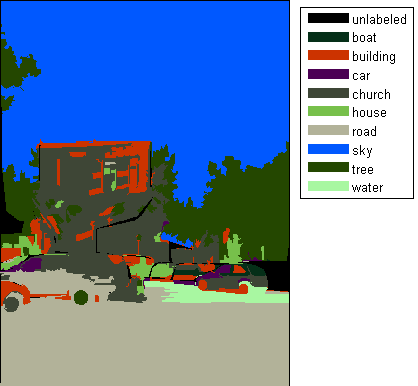 unlabeled
boat
building
car
church
house
road
sky
tree
water